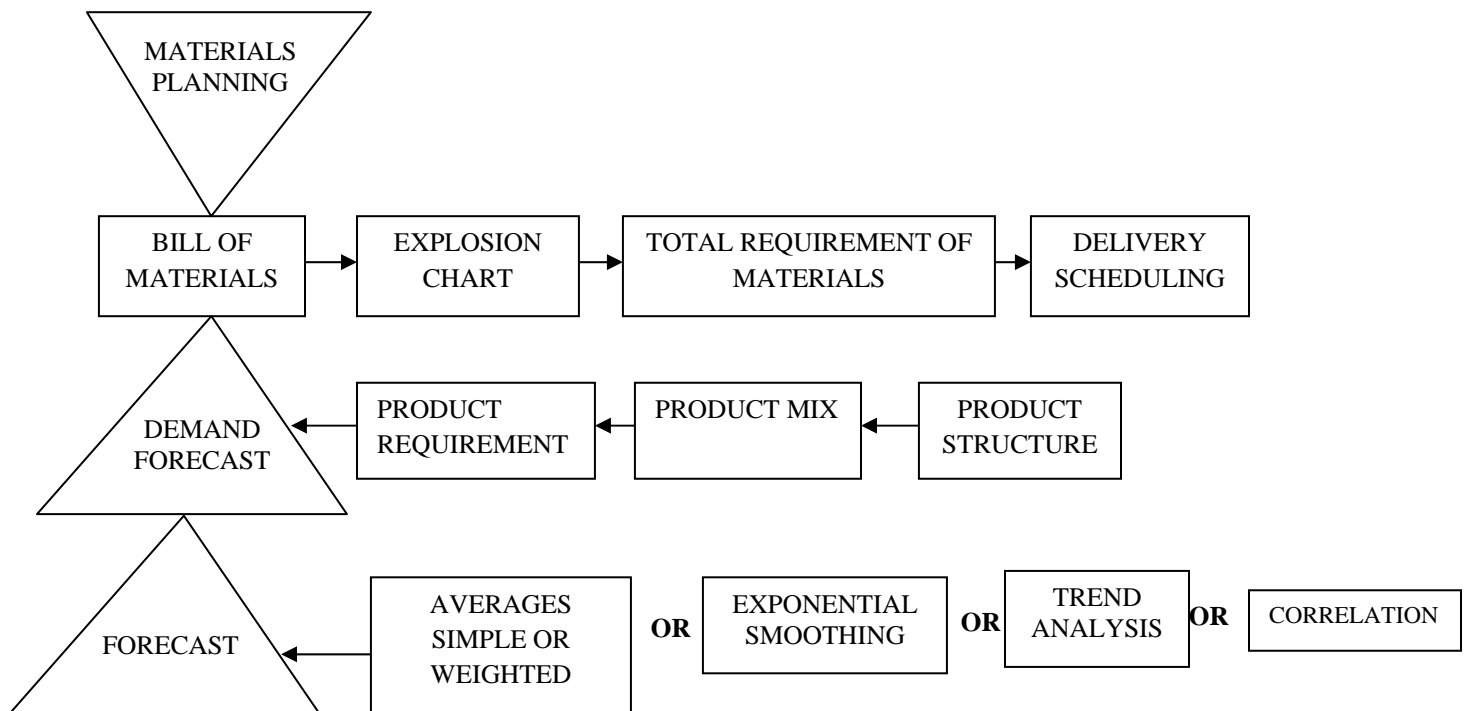 MATERIALS
PLANNING
BILL OF
MATERIALS
EXPLOSION
CHART
TOTAL REQUIREMENT OF
MATERIALS
DELIVERY
SCHEDULING
DEMAND
FORECAST
PRODUCT
REQUIREMENT
PRODUCT MIX
PRODUCT
STRUCTURE
FORECAST
AVERAGES
SIMPLE OR
WEIGHTED
OR
EXPONENTIAL
SMOOTHING
OR
TREND
ANALYSIS
OR
CORRELATION